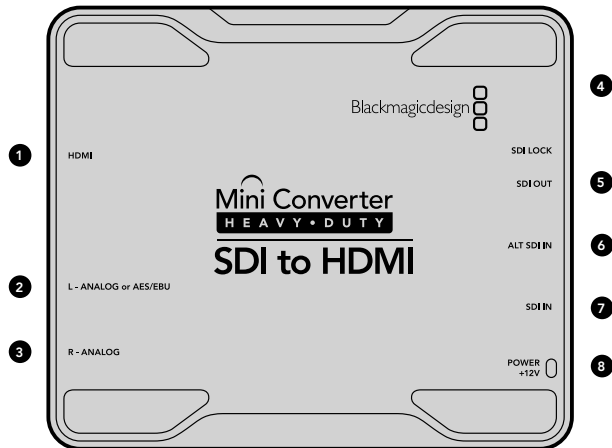 Blackmagicdesign
4
1
HDMI
SDI LOCK
SDI OUT
5
Mini Converter
HEAVY • DUTY
SDI to HDMI
ALT SDI IN
6
2
L - ANALOG or AES/EBU
SDI IN
7
3
R - ANALOG
POWER
+12V
8